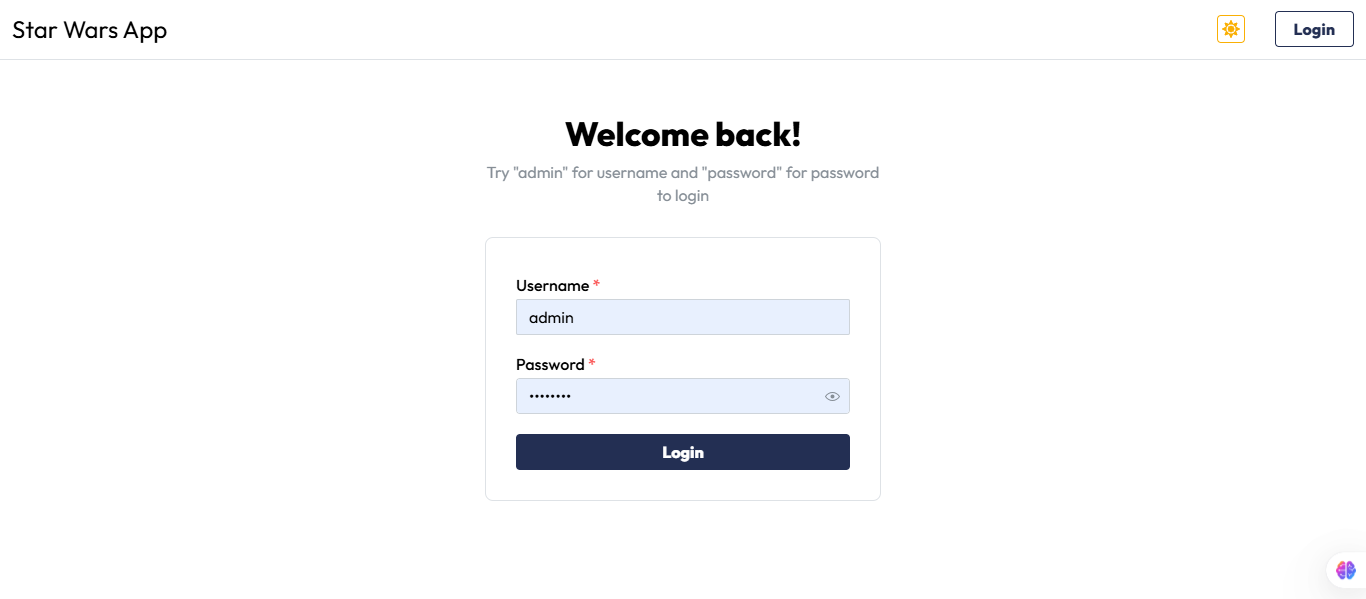 Star Wars App
Login
Welcome back!
Try "admin" for username and "password" for password
to login
Username *
admin
Password *
••••••••
Login